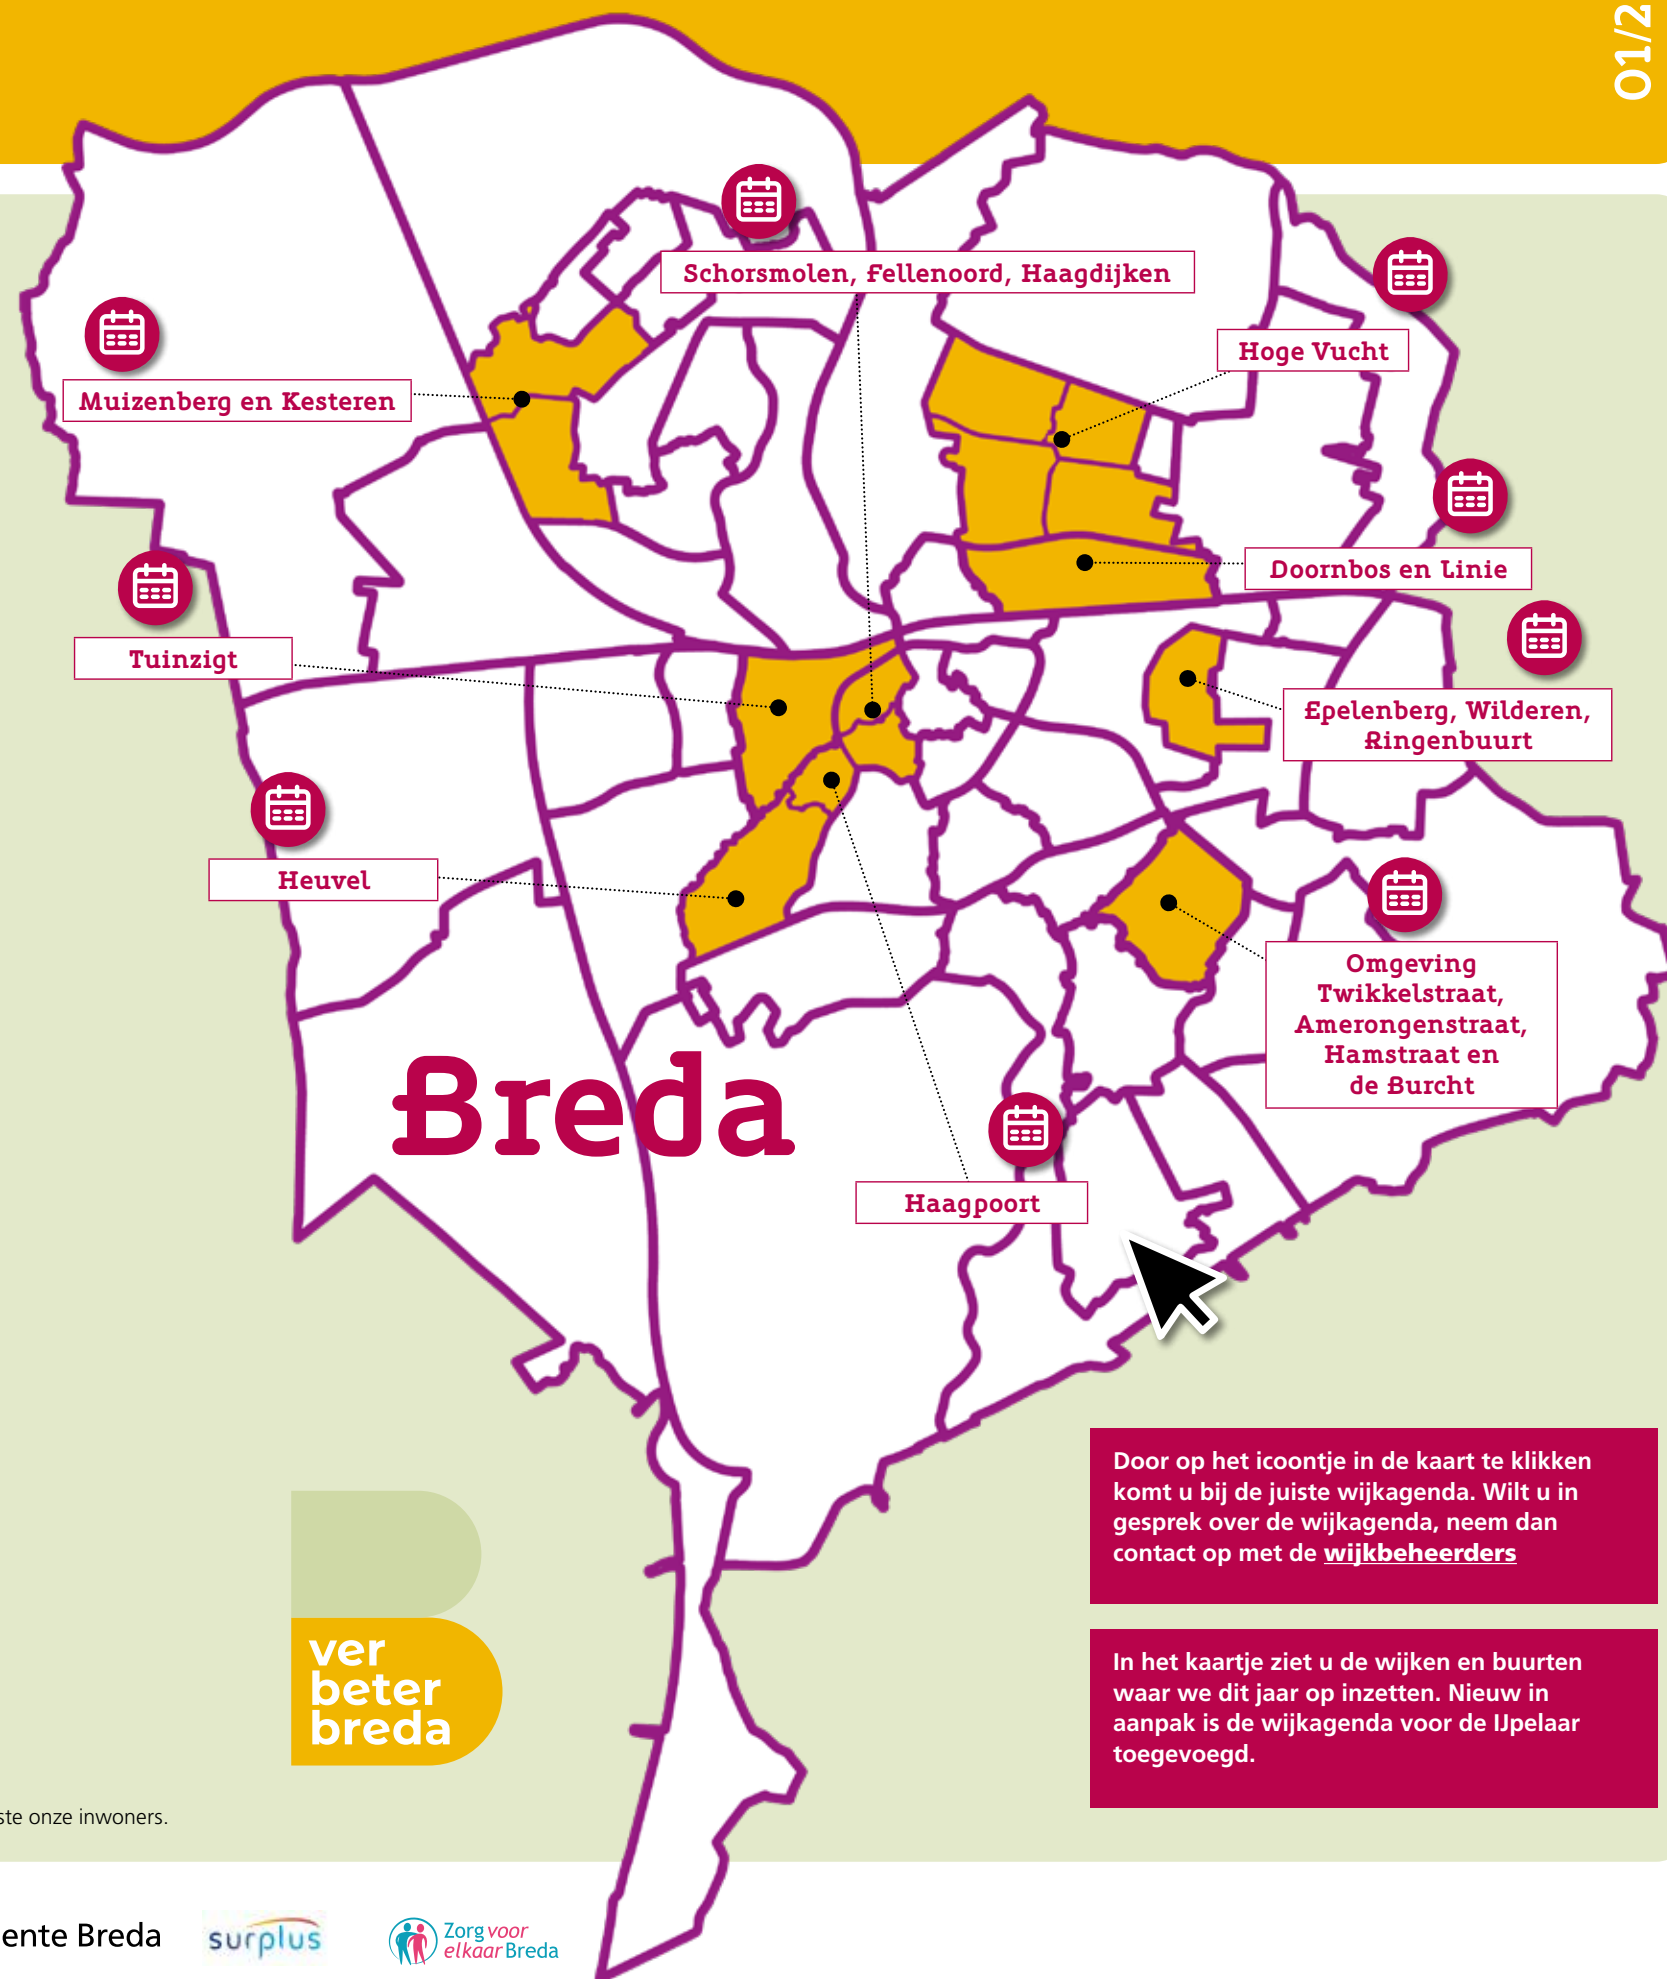 01/2
Schorsmolen, Fellenoord, Haagdijken
Hoge Vucht
Muizenberg en Kesteren
Doornbos en Linie
Tuinzigt
Epelenberg, Wilderen,
Ringenbuurt
Heuvel
Omgeving
Twikkelstraat,
Amerongenstraat,
Hamstraat en
de Burcht
Breda
Haagpoort
Door op het icoontje in de kaart te klikken
komt u bij de juiste wijkagenda. Wilt u in
gesprek over de wijkagenda, neem dan
contact op met de wijkbeheerders
ver
beter
breda
In het kaartje ziet u de wijken en buurten
waar we dit jaar op inzetten. Nieuw in
aanpak is de wijkagenda voor de IJpelaar
toegevoegd.
ste onze inwoners.
ente Breda
surplus
Zorg voor
elkaar Breda